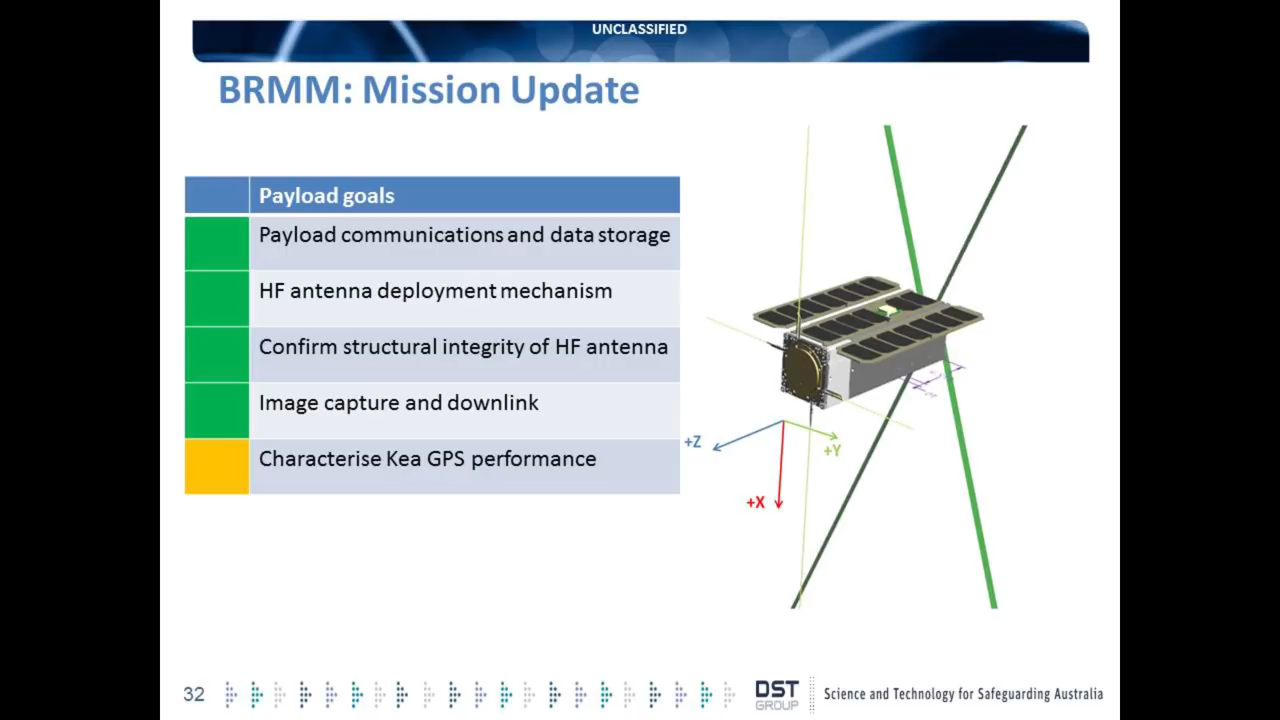 UNCLASSIFIED
BRMM: Mission Update
Payload goals
Payload communications and data storage
HF antenna deployment mechanism
Confirm structural integrity of HF antenna
Image capture and downlink
Characterise Kea GPS performance
+Z
+Y
+X
32
DST
GROUP
Science and Technology for Safeguarding Australia